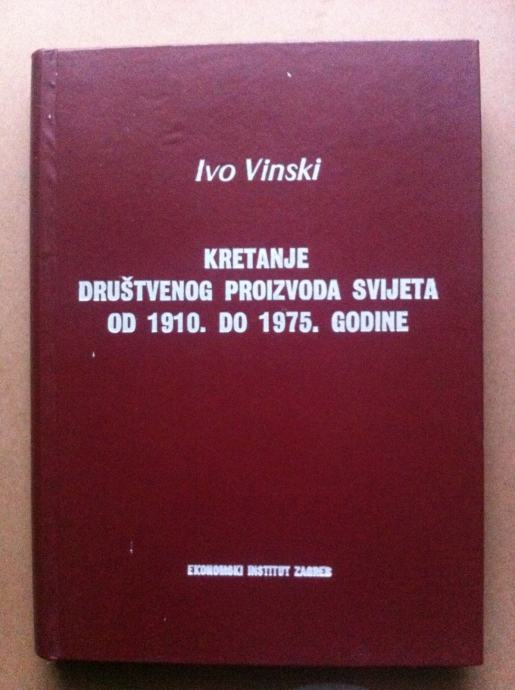 Ivo Vinski
KRETANJE
DRUŠTVENOG PROIZVODA SVIJETA
OD 1910. DO 1975. GODINE
EKONOMSKI INSTITUT ZAGREB